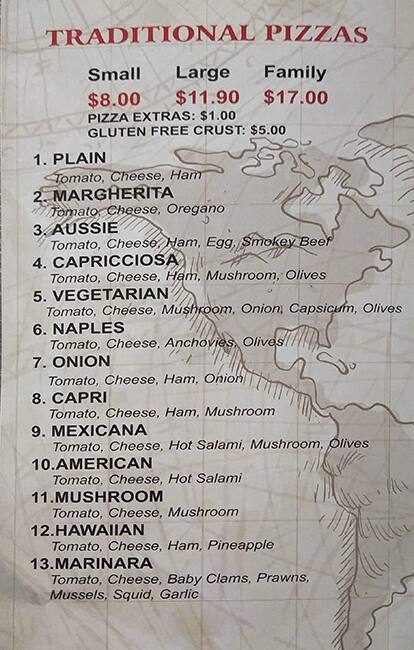 TRADITIONAL PIZZAS
Small Large Family
$8.00 $11.90 $17.00
PIZZA EXTRAS: $1.00
GLUTEN FREE CRUST: $5.00
1. PLAIN
Tomato, Cheese, Ham
2. MARGHERITA
Tomato, Cheese, Oregano
3. AUSSIE
Tomato, Cheese, Ham, Egg, Smokey Beef
4. CAPRICCIOSA
Tomato, Cheese, Ham, Mushroom, Olives
5. VEGETARIAN
Tomato, Cheese, Mushroom, Onion, Capsicum, Olives
6. NAPLES
Tomato, Cheese, Anchovies, Olives
7. ONION
Tomato, Cheese, Ham, Onion
8. CAPRI
Tomato, Cheese, Ham, Mushroom
9. MEXICANA
Tomato, Cheese, Hot Salami, Mushroom, Olives
10.AMERICAN
Tomato, Cheese, Hot Salami
11.MUSHROOM
Tomato, Cheese, Mushroom
12.HAWAIIAN
Tomato, Cheese, Ham, Pineapple
13.MARINARA
Tomato, Cheese, Baby Clams, Prawns,
Mussels, Squid, Garlic